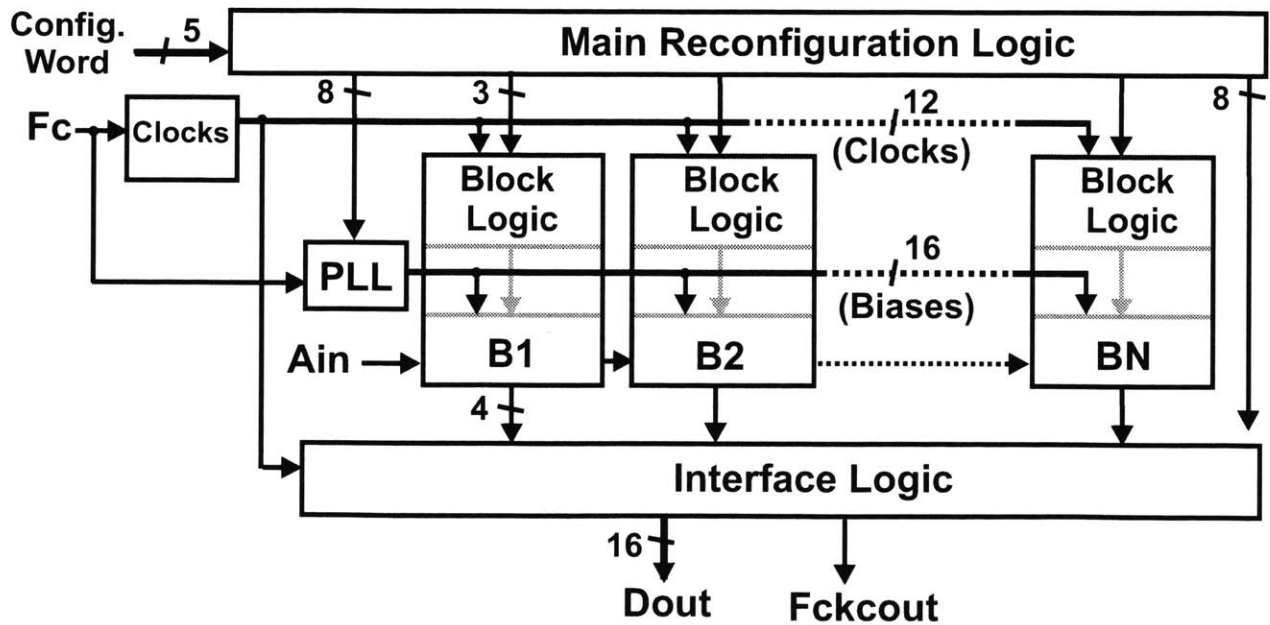 Config.
Word
5
Main Reconfiguration Logic
8
3
12
8
Fc
Clocks
(Clocks)
Block
Logic
Block
Logic
Block
Logic
PLL
16
(Biases)
Ain
B1
B2
BN
4
Interface Logic
16
Dout
Fckcout